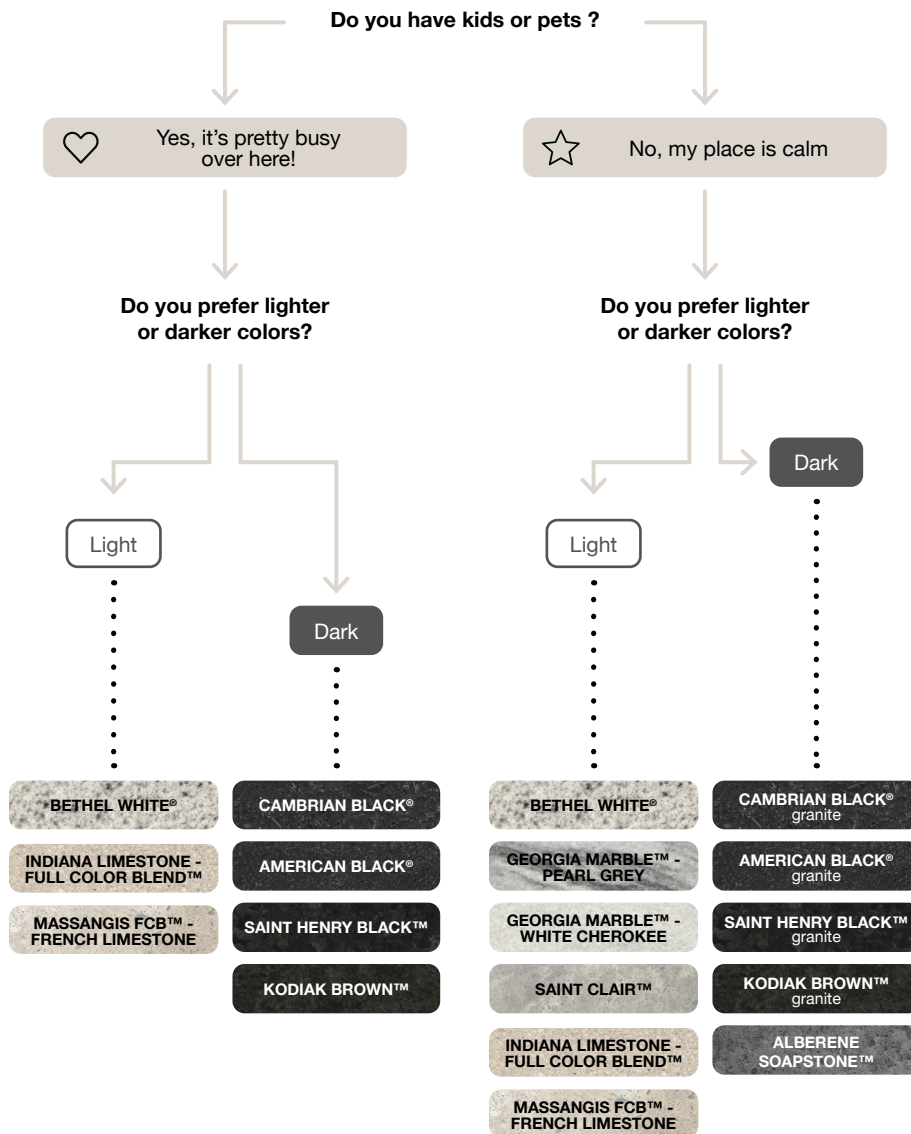 Do you have kids or pets ?
Yes, it’s pretty busy
over here!
No, my place is calm
Do you prefer lighter
or darker colors?
Do you prefer lighter
or darker colors?
Light
Dark
Light
Dark
BETHEL WHITE®
INDIANA LIMESTONE -
FULL COLOR BLEND™
MASSANGIS FCB™ -
FRENCH LIMESTONE
CAMBRIAN BLACK®
AMERICAN BLACK®
SAINT HENRY BLACK™
KODIAK BROWN™
BETHEL WHITE®
GEORGIA MARBLE™ -
PEARL GREY
GEORGIA MARBLE™ -
WHITE CHEROKEE
SAINT CLAIR™
INDIANA LIMESTONE -
FULL COLOR BLEND™
MASSANGIS FCB™ -
FRENCH LIMESTONE
CAMBRIAN BLACK®
granite
AMERICAN BLACK®
granite
SAINT HENRY BLACK™
granite
KODIAK BROWN™
granite
ALBERENE
SOAPSTONE™